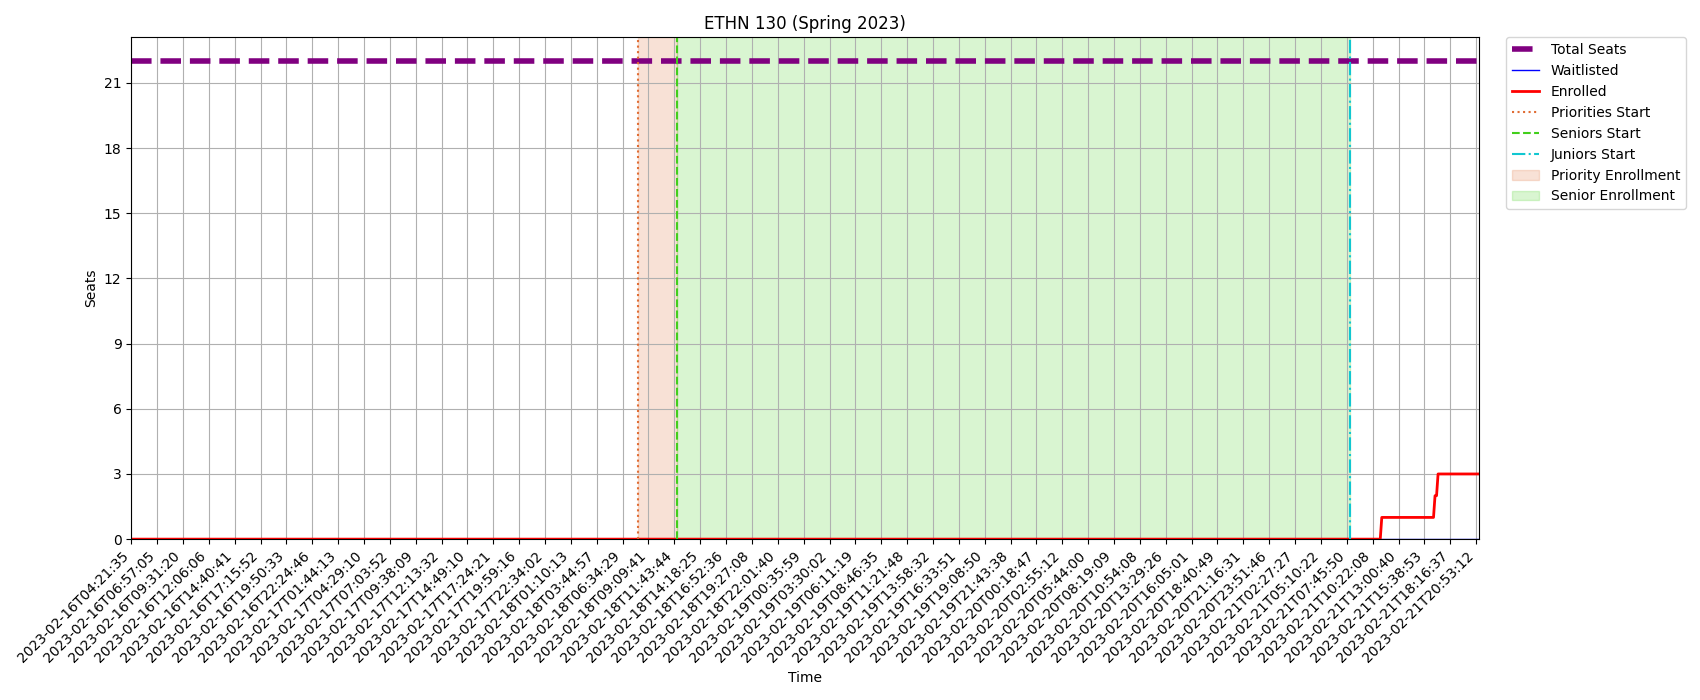 ETHN 130 (Spring 2023)
Total Seats
Waitlisted
Enrolled
Priorities Start
Seniors Start
Juniors Start
Priority Enrollment
Senior Enrollment
Seats
21
18
15
12
9
6
3
0
2023-02-16T04:21:35
2023-02-16T06:57:05
2023-02-16T09:31:20
2023-02-16T12:06:06
2023-02-16T14:40:41
2023-02-16T17:15:52
2023-02-16T19:50:33
2023-02-16T22:24:46
2023-02-17T01:44:13
2023-02-17T04:29:10
2023-02-17T07:03:52
2023-02-17T09:38:09
2023-02-17T12:13:32
2023-02-17T14:49:10
2023-02-17T17:24:21
2023-02-17T19:59:16
2023-02-17T22:34:02
2023-02-18T01:10:13
2023-02-18T03:44:57
2023-02-18T06:34:29
2023-02-18T09:09:41
2023-02-18T11:43:44
2023-02-18T14:18:25
2023-02-18T16:52:36
2023-02-18T19:27:08
2023-02-18T22:01:40
2023-02-19T00:35:59
2023-02-19T03:30:02
2023-02-19T06:11:19
2023-02-19T08:46:35
2023-02-19T11:21:48
2023-02-19T13:58:32
2023-02-19T16:33:51
2023-02-19T19:08:50
2023-02-19T21:43:38
2023-02-20T00:18:47
2023-02-20T02:55:12
2023-02-20T05:44:00
2023-02-20T08:19:09
2023-02-20T10:54:08
2023-02-20T13:29:26
2023-02-20T16:05:01
2023-02-20T18:40:49
2023-02-20T21:16:31
2023-02-20T23:51:46
2023-02-21T02:27:27
2023-02-21T05:10:22
2023-02-21T07:45:50
2023-02-21T10:22:08
2023-02-21T13:00:40
2023-02-21T15:38:53
2023-02-21T18:16:37
2023-02-21T20:53:12
Time